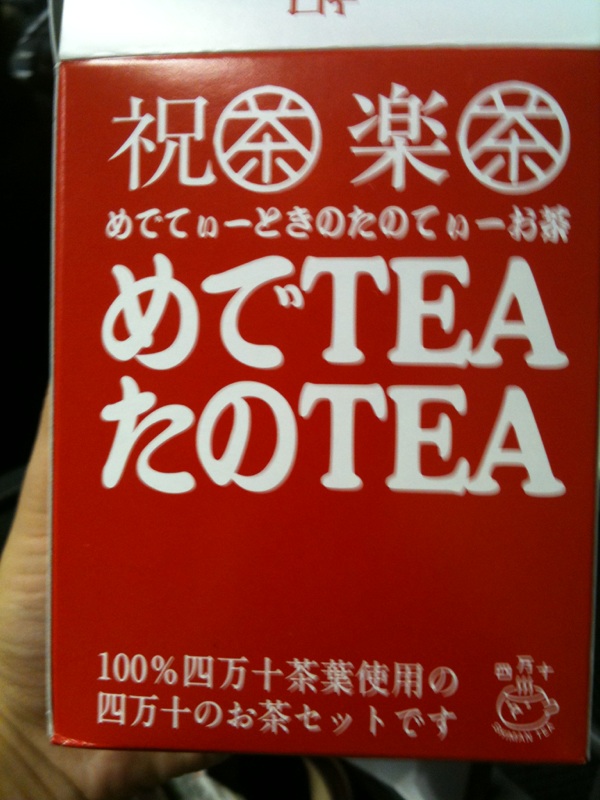 祝茶 楽茶
めでてぃーときのたのてぃーお茶
めでTEA
たのTEA
100%四万十茶葉使用の
四万十のお茶セットです
四万十
SHIMANTO TEA